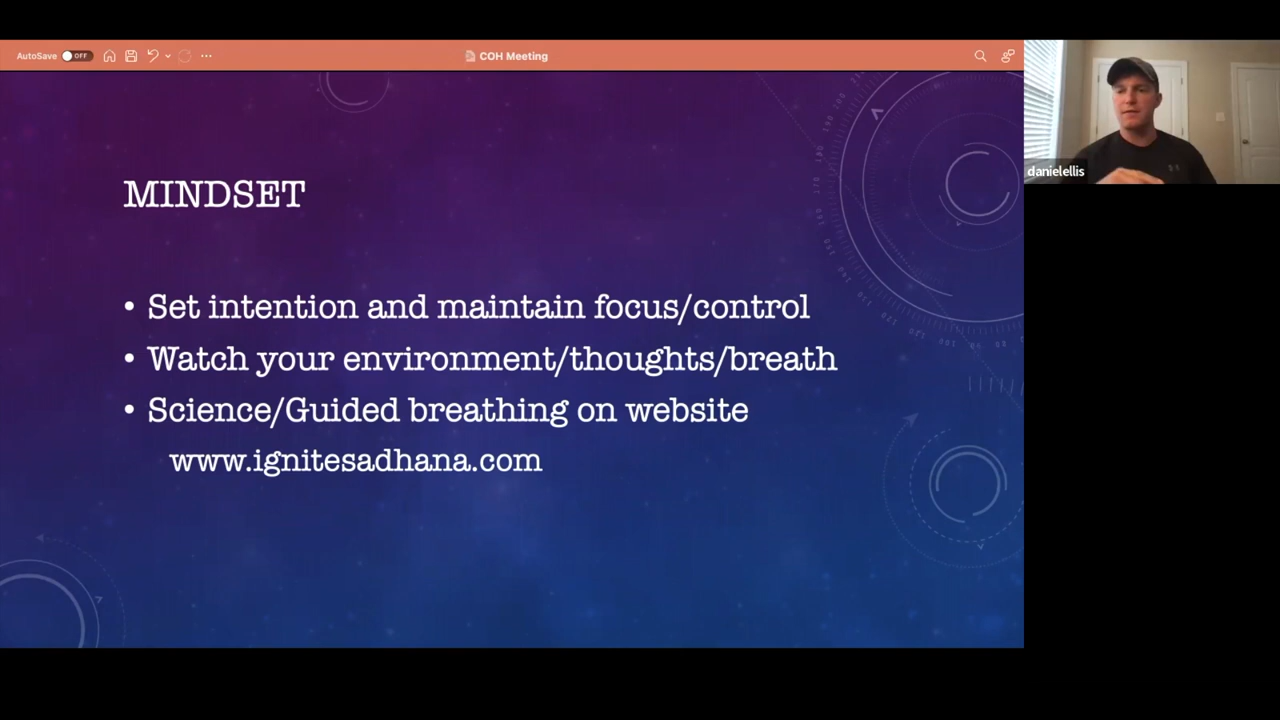 AutoSave OFF
COH Meeting
danielellis
MINDSET
• Set intention and maintain focus/control
• Watch your environment/thoughts/breath
• Science/Guided breathing on website
www.ignitesadhana.com